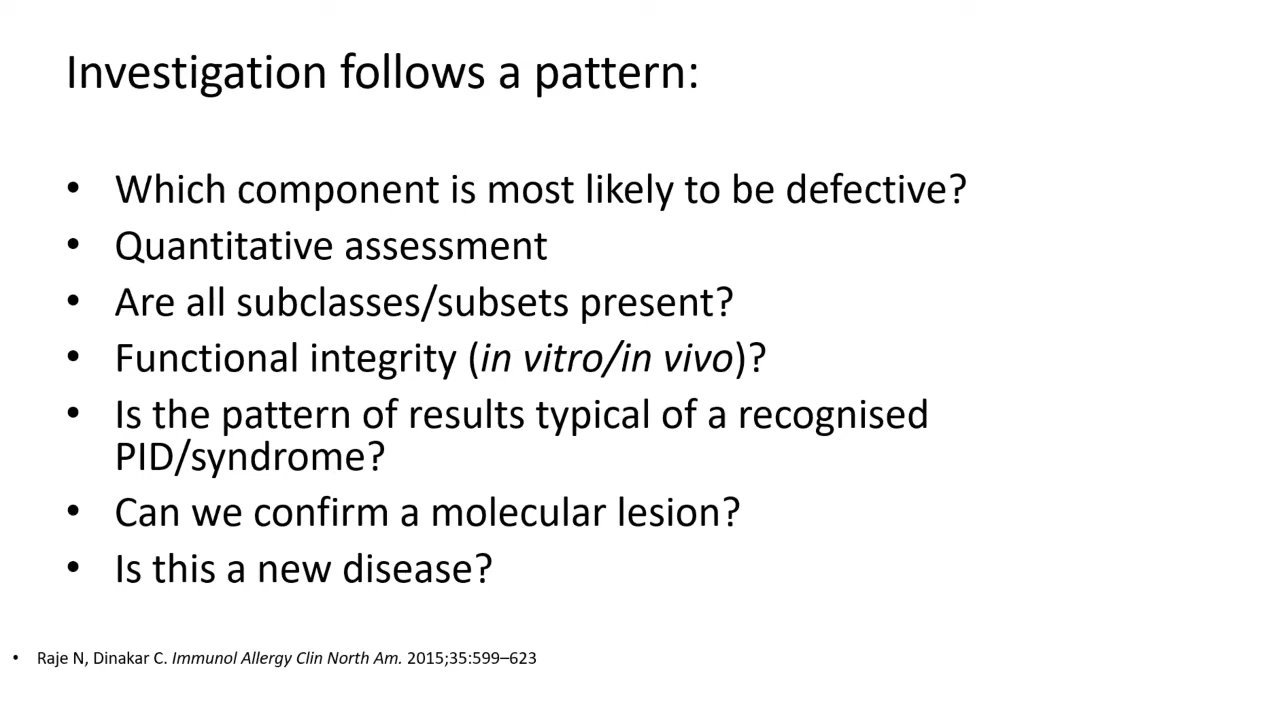 Investigation follows a pattern:
• Which component is most likely to be defective?
• Quantitative assessment
• Are all subclasses/subsets present?
• Functional integrity (in vitro/in vivo)?
• Is the pattern of results typical of a recognised
PID/syndrome?
• Can we confirm a molecular lesion?
• Is this a new disease?
• Raje N, Dinakar C. Immunol Allergy Clin North Am. 2015;35:599–623